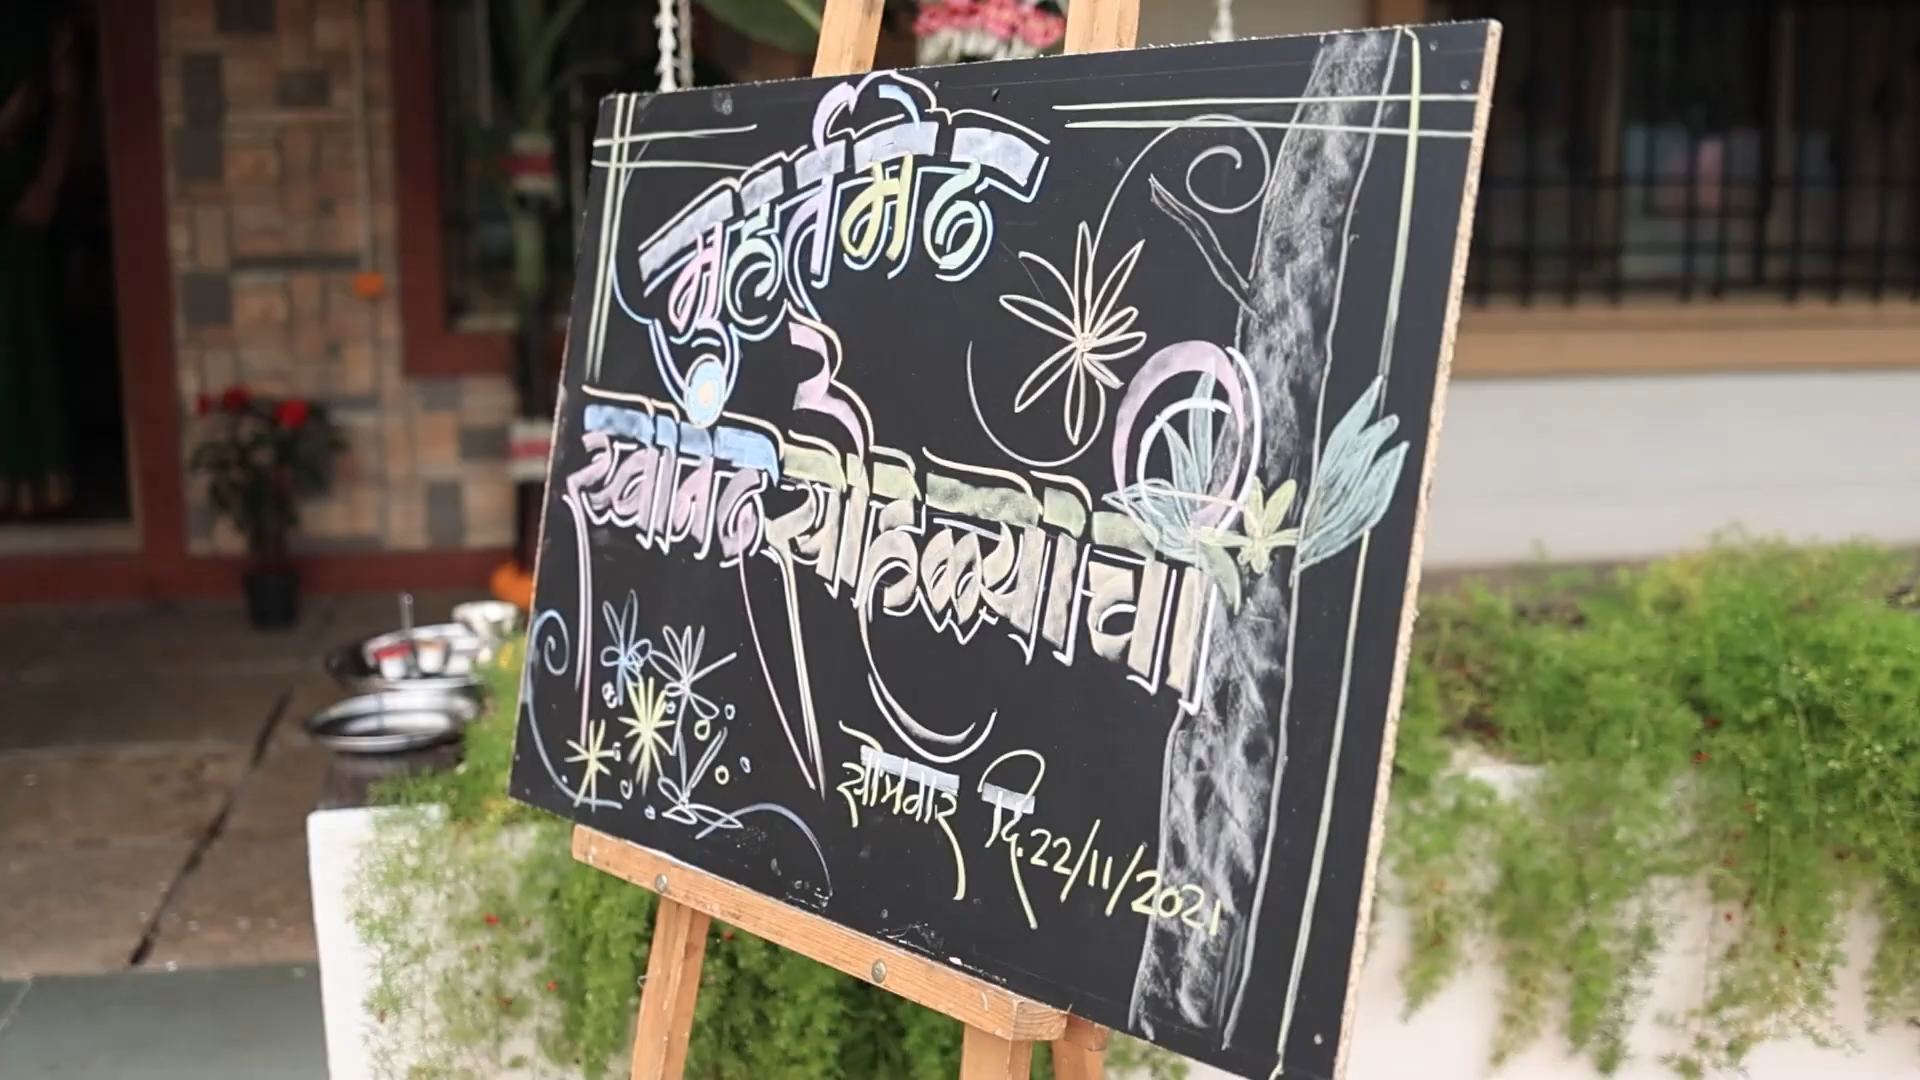 मुहूर्तमेढ
स्वानंद सोहळ्याची
सोमवार दि. 22/11/2021